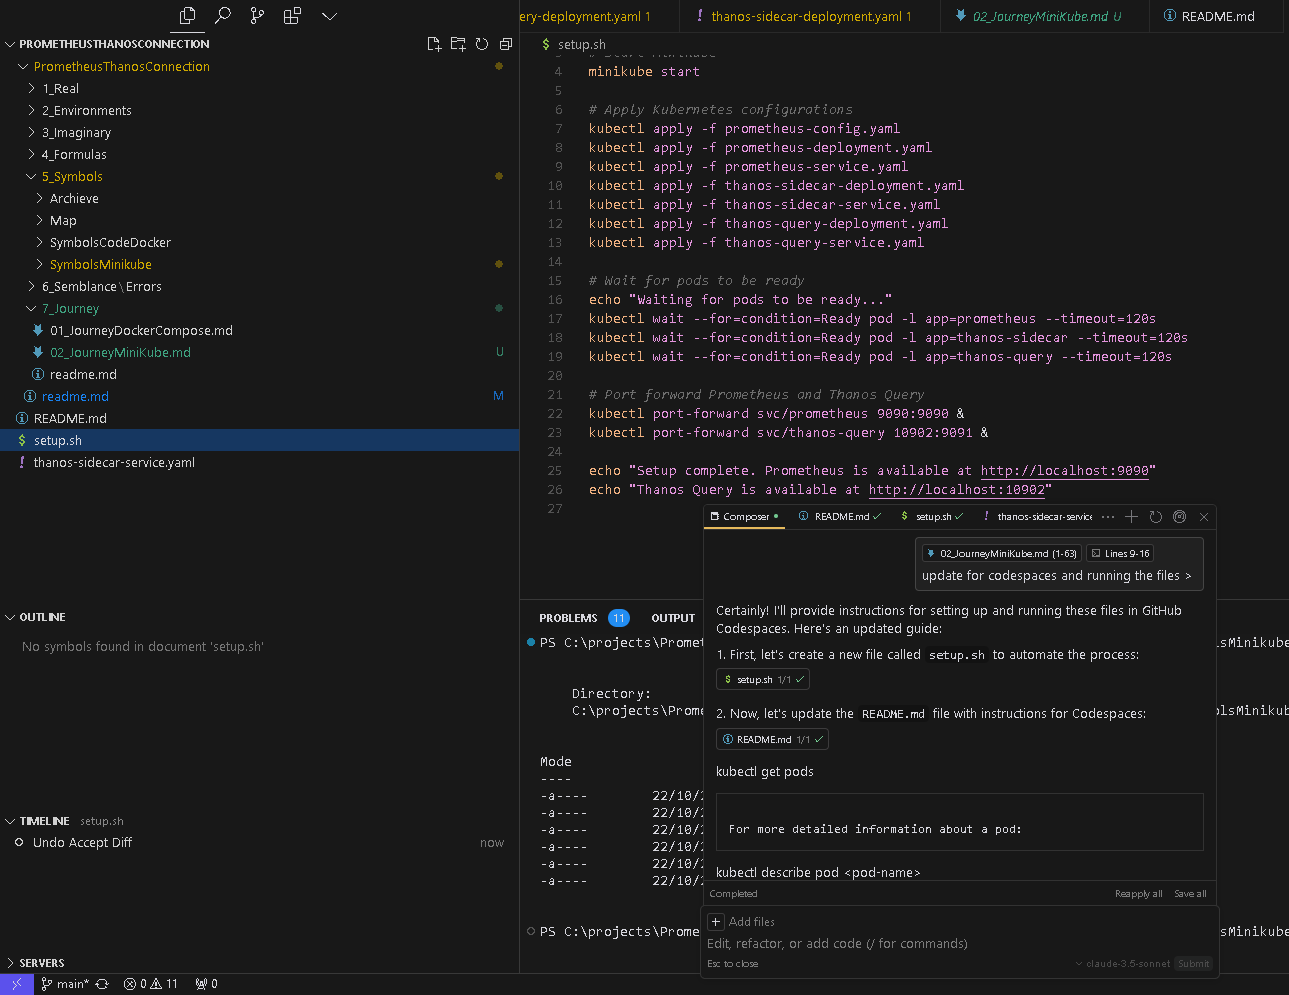 ery-deployment.yaml 1
! thanos-sidecar-deployment.yaml 1
02_JourneyMiniKube.md U
README.md
PROMETHEUSTHANOSCONNECTION
PrometheusThanosConnection
1_Real
2_Environments
3_Imaginary
4_Formulas
5_Symbols
Archieve
Map
SymbolsCodeDocker
SymbolsMinikube
6_Semblance\Errors
7_Journey
01_JourneyDockerCompose.md
02_JourneyMiniKube.md U
readme.md
readme.md M
README.md
$ setup.sh
! thanos-sidecar-service.yaml
OUTLINE
No symbols found in document 'setup.sh'
TIMELINE setup.sh
Undo Accept Diff now
SERVERS
main* 0 11 0
$ setup.sh
4 minikube start
5
6 # Apply Kubernetes configurations
7 kubectl apply -f prometheus-config.yaml
8 kubectl apply -f prometheus-deployment.yaml
9 kubectl apply -f prometheus-service.yaml
10 kubectl apply -f thanos-sidecar-deployment.yaml
11 kubectl apply -f thanos-sidecar-service.yaml
12 kubectl apply -f thanos-query-deployment.yaml
13 kubectl apply -f thanos-query-service.yaml
14
15 # Wait for pods to be ready
16 echo "Waiting for pods to be ready..."
17 kubectl wait --for=condition=Ready pod -l app=prometheus --timeout=120s
18 kubectl wait --for=condition=Ready pod -l app=thanos-sidecar --timeout=120s
19 kubectl wait --for=condition=Ready pod -l app=thanos-query --timeout=120s
20
21 # Port forward Prometheus and Thanos Query
22 kubectl port-forward svc/prometheus 9090:9090 &
23 kubectl port-forward svc/thanos-query 10902:9091 &
24
25 echo "Setup complete. Prometheus is available at http://localhost:9090"
26 echo "Thanos Query is available at http://localhost:10902"
27
PROBLEMS 11 OUTPUT
PS C:\projects\Promet lsMinikube
Directory:
C:\projects\Prome olsMinikub
Mode
----
-a---- 22/10/2
-a---- 22/10/2
-a---- 22/10/2
-a---- 22/10/2
-a---- 22/10/2
-a---- 22/10/2
PS C:\projects\Prome lsMinikube
Composer README.md $ setup.sh ! thanos-sidecar-service
02_JourneyMiniKube.md (1-63) Lines 9-16
update for codespaces and running the files >
Certainly! I'll provide instructions for setting up and running these files in GitHub
Codespaces. Here's an updated guide:
1. First, let's create a new file called setup.sh to automate the process:
$ setup.sh 1/1
2. Now, let's update the README.md file with instructions for Codespaces:
README.md 1/1
kubectl get pods
For more detailed information about a pod:
kubectl describe pod <pod-name>
Completed Reapply all Save all
+ Add files
Edit, refactor, or add code (/ for commands)
Esc to close claude-3.5-sonnet Submit